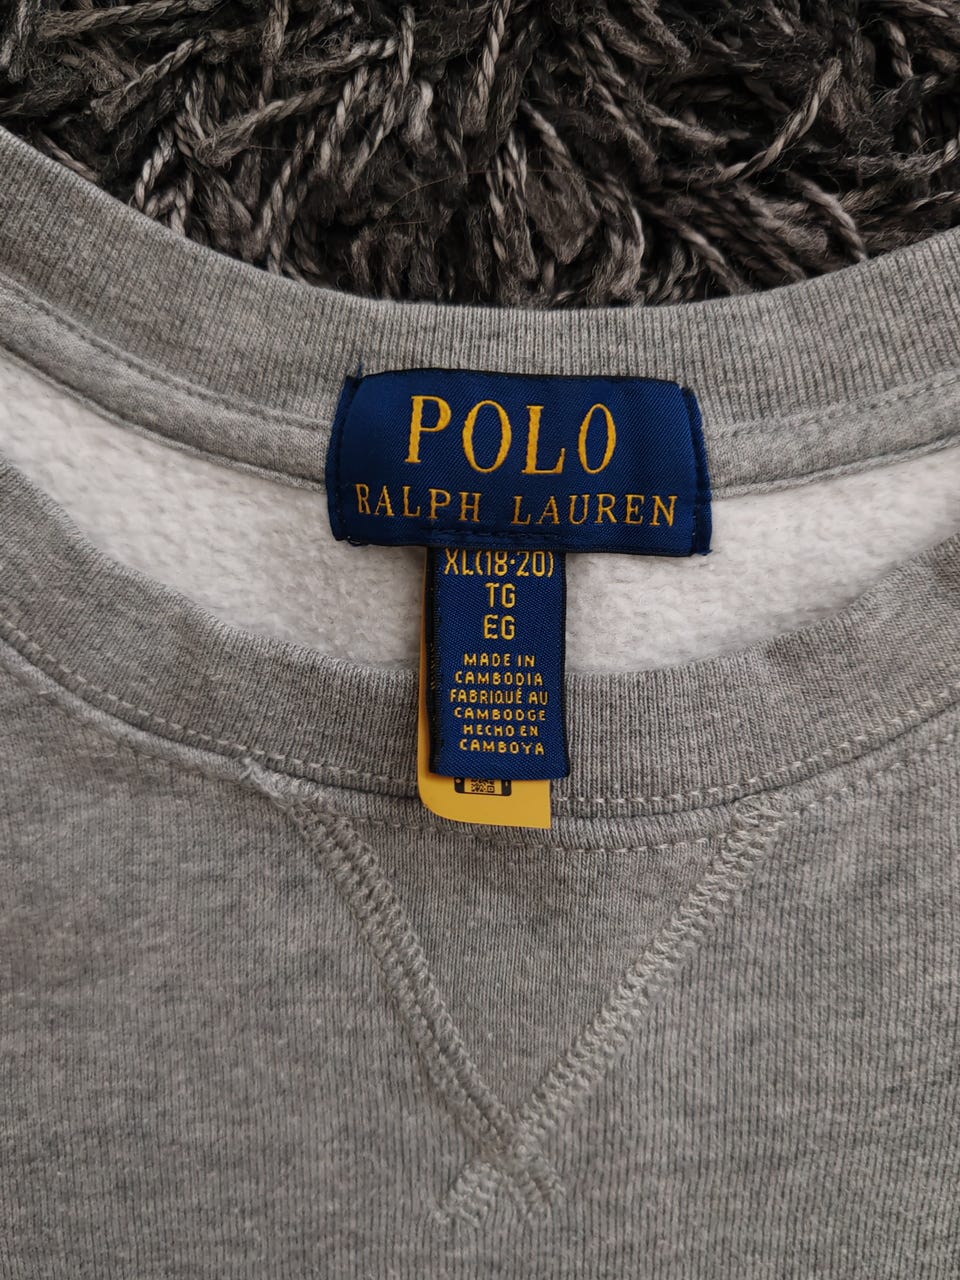 POLO
RALPH LAUREN
XL(18-20)
TG
EG
MADE IN
CAMBODIA
FABRIQUÉ AU
CAMBODGE
HECHO EN
CAMBOYA